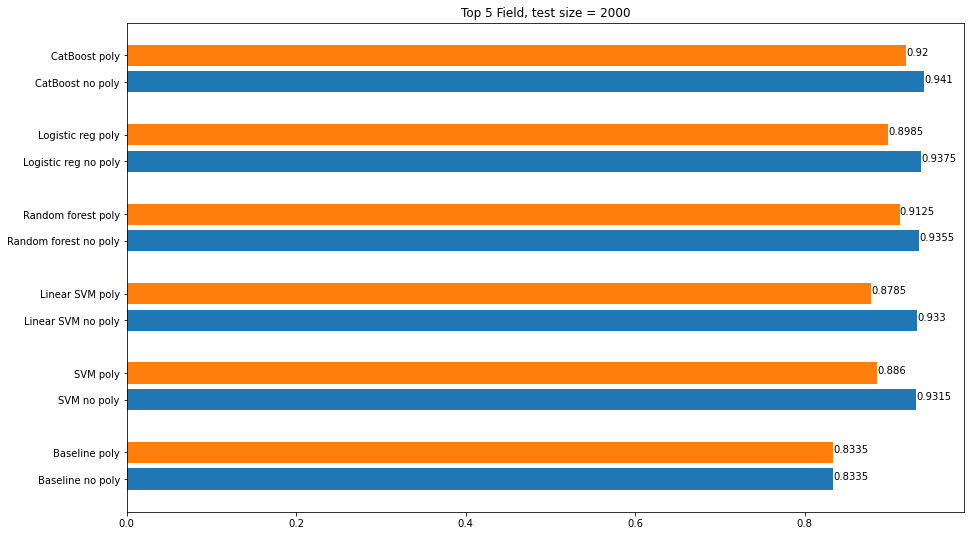 Top 5 Field, test size = 2000
CatBoost poly 0.92
CatBoost no poly 0.941
Logistic reg poly 0.8985
Logistic reg no poly 0.9375
Random forest poly 0.9125
Random forest no poly 0.9355
Linear SVM poly 0.8785
Linear SVM no poly 0.933
SVM poly 0.886
SVM no poly 0.9315
Baseline poly 0.8335
Baseline no poly 0.8335
0.0 0.2 0.4 0.6 0.8